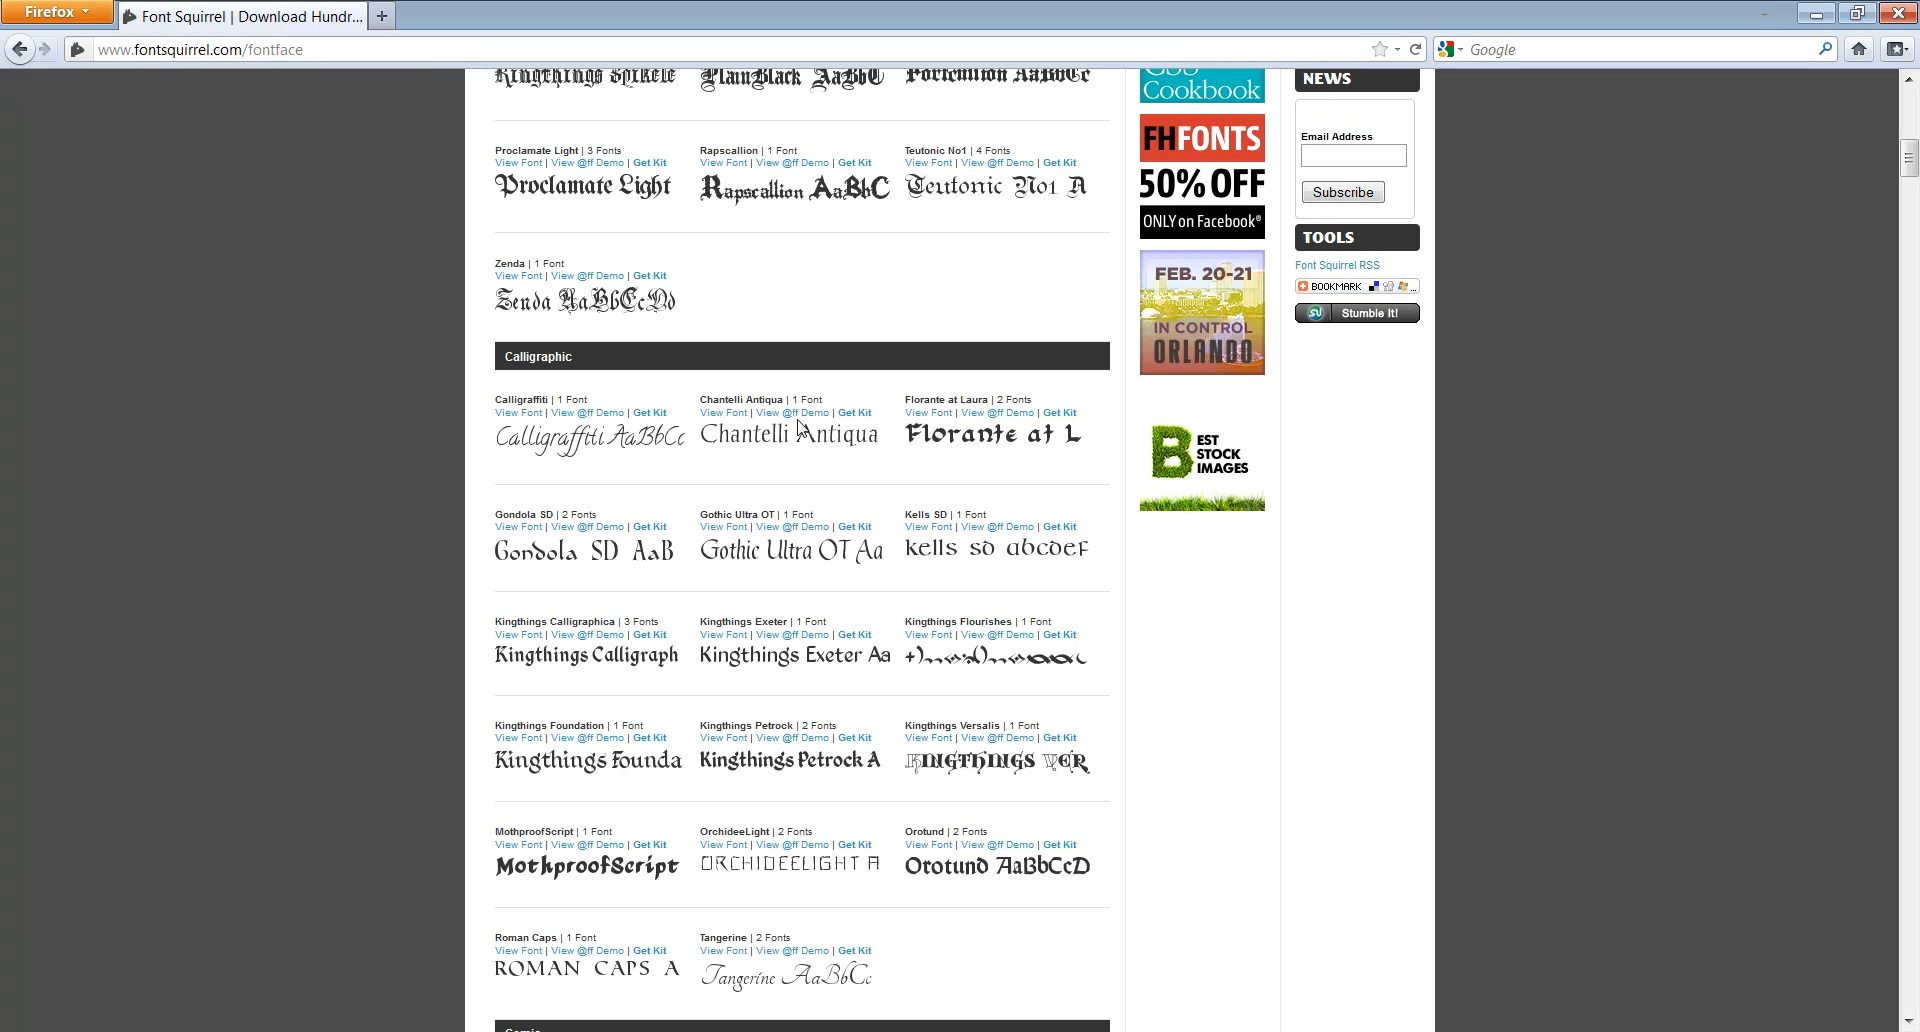 Firefox
Font Squirrel | Download Hundr...
www.fontsquirrel.com/fontface
Google
Kingthings Spikele PlainBlack AaBbC Fortemtion AaBbCc
Proclamate Light | 3 Fonts
View Font | View @ff Demo | Get Kit
Proclamate Light
Rapscallion | 1 Font
View Font | View @ff Demo | Get Kit
Rapscallion AaBbC
Teutonic No1 | 4 Fonts
View Font | View @ff Demo | Get Kit
Teutonic No1 A
Zenda | 1 Font
View Font | View @ff Demo | Get Kit
Zenda AaBbCcDd
Calligraphic
Calligraffiti | 1 Font
View Font | View @ff Demo | Get Kit
Calligraffiti AaBbCc
Chantelli Antiqua | 1 Font
View Font | View @ff Demo | Get Kit
Chantelli Antiqua
Florante at Laura | 2 Fonts
View Font | View @ff Demo | Get Kit
Florante at L
Gondola SD | 2 Fonts
View Font | View @ff Demo | Get Kit
Gondola SD AaB
Gothic Ultra OT | 1 Font
View Font | View @ff Demo | Get Kit
Gothic Ultra OT Aa
Kells SD | 1 Font
View Font | View @ff Demo | Get Kit
kells sd abcdef
Kingthings Calligraphica | 3 Fonts
View Font | View @ff Demo | Get Kit
Kingthings Calligraph
Kingthings Exeter | 1 Font
View Font | View @ff Demo | Get Kit
Kingthings Exeter Aa
Kingthings Flourishes | 1 Font
View Font | View @ff Demo | Get Kit
Kingthings Foundation | 1 Font
View Font | View @ff Demo | Get Kit
Kingthings Founda
Kingthings Petrock | 2 Fonts
View Font | View @ff Demo | Get Kit
Kingthings Petrock A
Kingthings Versalis | 1 Font
View Font | View @ff Demo | Get Kit
KINGTHINGS VER
MothproofScript | 1 Font
View Font | View @ff Demo | Get Kit
MothproofScript
OrchideeLight | 2 Fonts
View Font | View @ff Demo | Get Kit
ORCHIDEELIGHT A
Orotund | 2 Fonts
View Font | View @ff Demo | Get Kit
Orotund AaBbCcD
Roman Caps | 1 Font
View Font | View @ff Demo | Get Kit
ROMAN CAPS A
Tangerine | 2 Fonts
View Font | View @ff Demo | Get Kit
Tangerine AaBbCc
CSS
Cookbook
FHFONTS
50% OFF
ONLY on Facebook®
FEB. 20-21
IN CONTROL
ORLANDO
BEST
STOCK
IMAGES
NEWS
Email Address
Subscribe
TOOLS
Font Squirrel RSS
BOOKMARK
Stumble It!